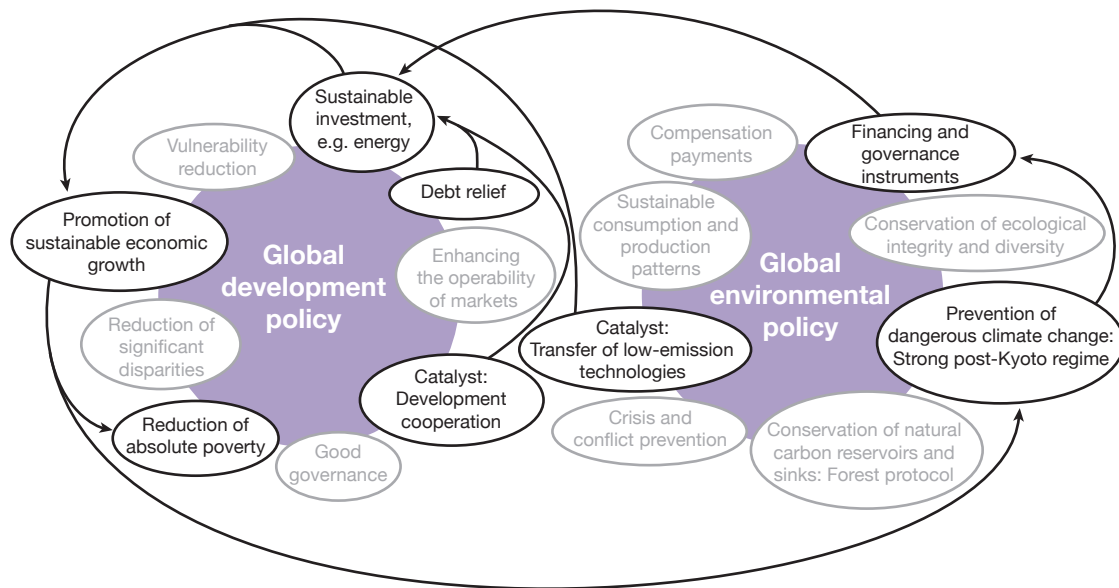 Sustainable
investment,
e.g. energy
Vulnerability
reduction
Debt relief
Promotion of
sustainable economic
growth
Global
development
policy
Enhancing
the operability
of markets
Reduction of
significant
disparities
Catalyst:
Development
cooperation
Reduction of
absolute poverty
Good
governance
Compensation
payments
Financing and
governance
instruments
Sustainable
consumption and
production
patterns
Conservation of ecological
integrity and diversity
Global
environmental
policy
Catalyst:
Transfer of low-emission
technologies
Prevention of
dangerous climate change:
Strong post-Kyoto regime
Crisis and
conflict prevention
Conservation of natural
carbon reservoirs and
sinks: Forest protocol